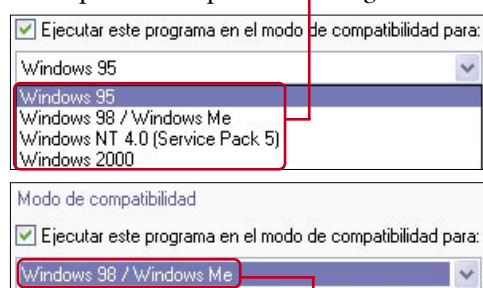 Ejecutar este programa en el modo de compatibilidad para:
Windows 95
Windows 95
Windows 98 / Windows Me
Windows NT 4.0 (Service Pack 5)
Windows 2000
Modo de compatibilidad
Ejecutar este programa en el modo de compatibilidad para:
Windows 98 / Windows Me